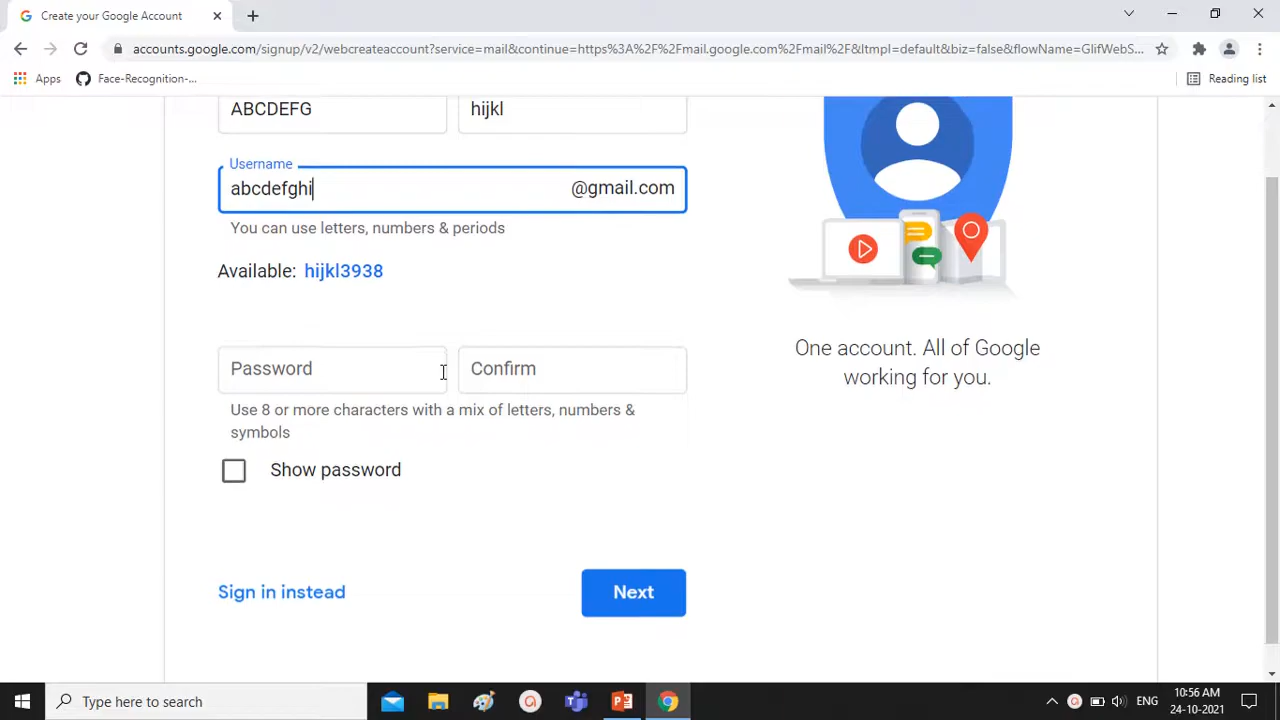 Create your Google Account
accounts.google.com/signup/v2/webcreateaccount?service=mail&continue=https%3A%2F%2Fmail.google.com%2Fmail%2F&ltmpl=default&biz=false&flowName=GlifWebS...
Apps Face-Recognition-... Reading list
ABCDEFG hijkl
Username
abcdefghi @gmail.com
You can use letters, numbers & periods
Available: hijkl3938
Password Confirm
Use 8 or more characters with a mix of letters, numbers &
symbols
Show password
Sign in instead Next
One account. All of Google
working for you.
Type here to search
ENG
10:56 AM
24-10-2021